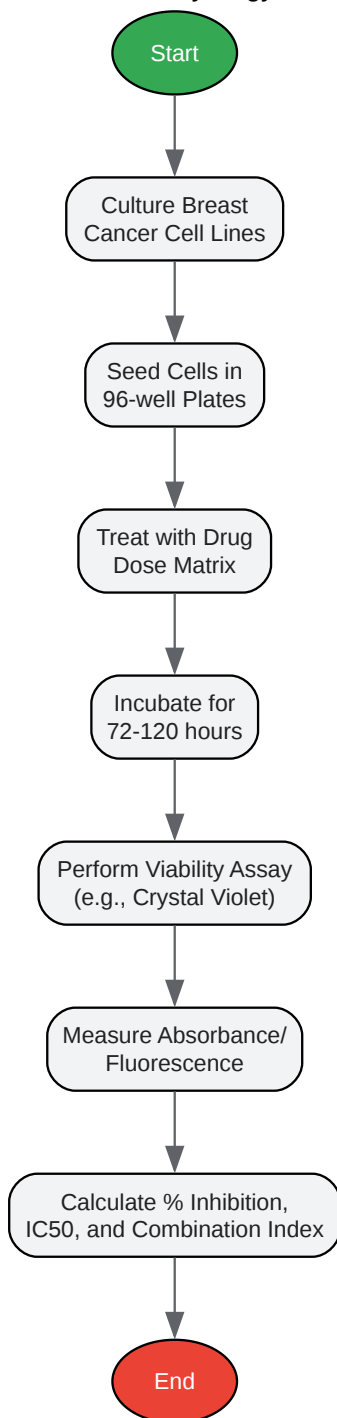 Start
Culture Breast
Cancer Cell Lines
Seed Cells in
96-well Plates
Treat with Drug
Dose Matrix
Incubate for
72-120 hours
Perform Viability Assay
(e.g., Crystal Violet)
Measure Absorbance/
Fluorescence
Calculate % Inhibition,
IC50, and Combination Index
End